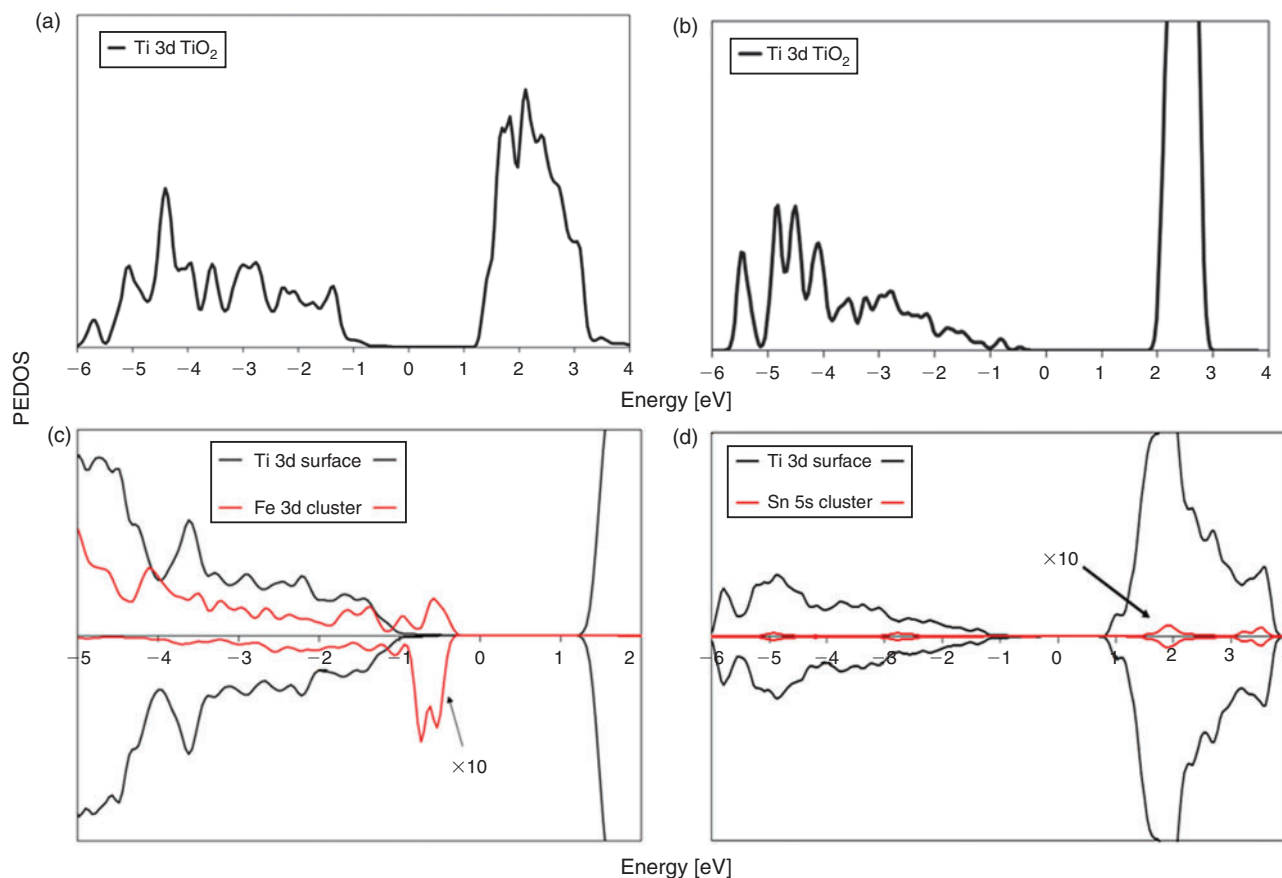 (a)
Ti 3d TiO₂
−6 −5 −4 −3 −2 −1 0 1 2 3 4
(b)
Ti 3d TiO₂
−6 −5 −4 −3 −2 −1 0 1 2 3 4
PEDOS
Energy [eV]
(c)
Ti 3d surface
Fe 3d cluster
−5 −4 −3 −2 −1 0 1 2
×10
(d)
Ti 3d surface
Sn 5s cluster
×10
−6 −5 −4 −3 −2 −1 0 1 2 3
Energy [eV]